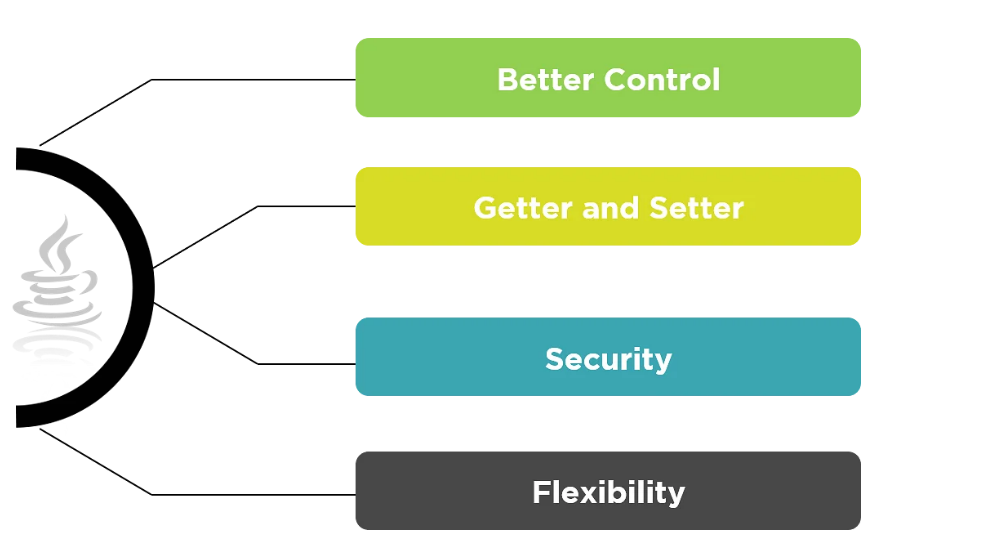 Better Control
Getter and Setter
Security
Flexibility